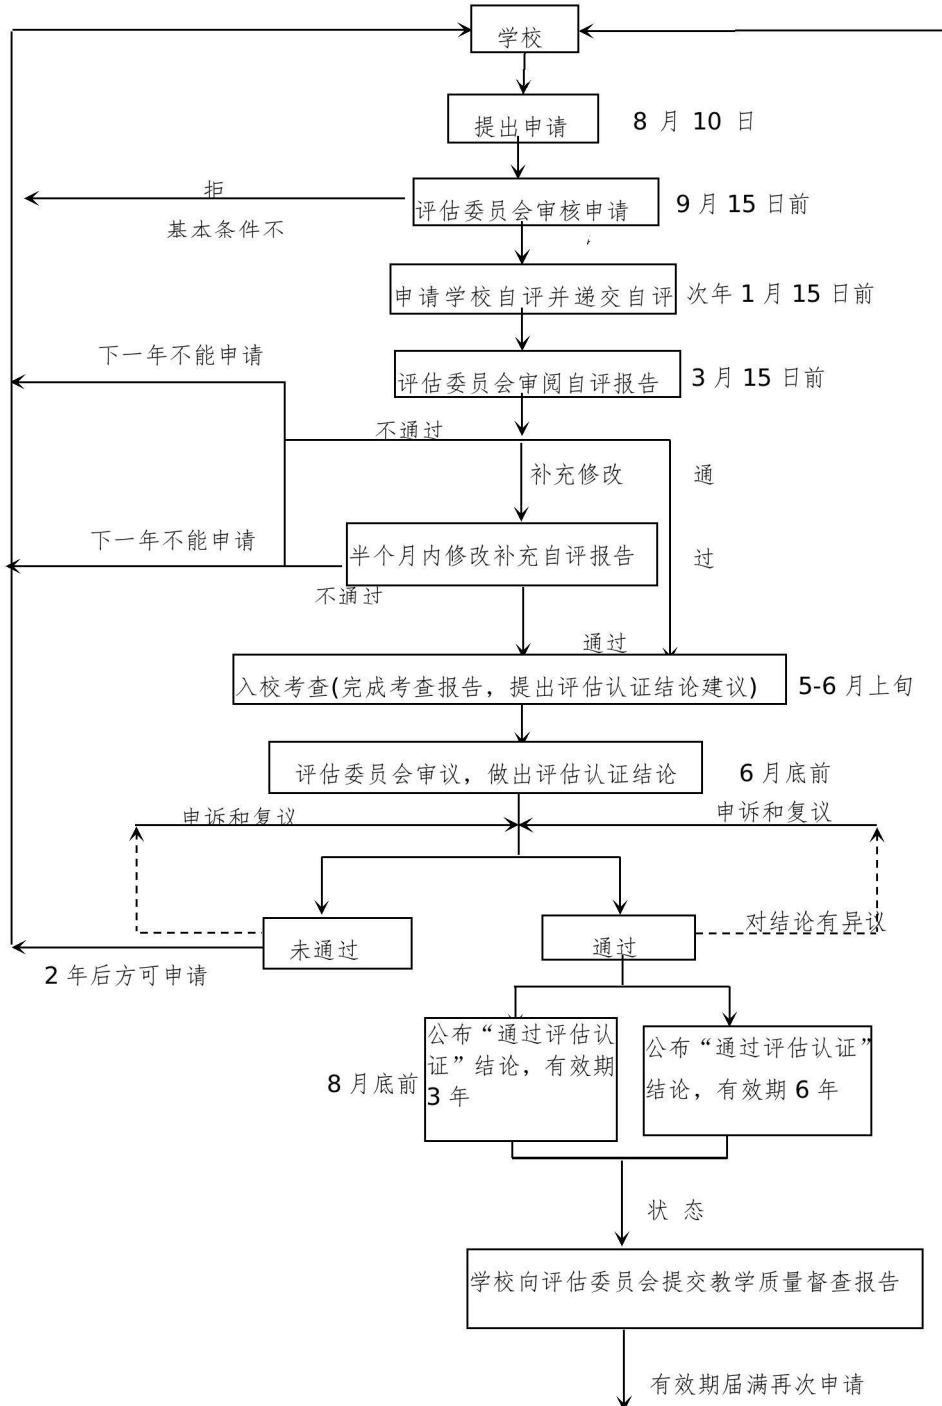 学校
提出申请
8 月 10 日
拒
评估委员会审核申请
9 月 15 日前
基本条件不
申请学校自评并递交自评
次年 1 月 15 日前
下一年不能申请
评估委员会审阅自评报告
3 月 15 日前
不通过
补充修改
通
过
下一年不能申请
半个月内修改补充自评报告
不通过
通过
入校考查(完成考查报告，提出评估认证结论建议)
5-6 月上旬
评估委员会审议，做出评估认证结论
6 月底前
申诉和复议
申诉和复议
未通过
通过
对结论有异议
2 年后方可申请
公布“通过评估认
证”结论，有效期
3 年
8 月底前
公布“通过评估认证”
结论，有效期 6 年
状 态
学校向评估委员会提交教学质量督查报告
有效期届满再次申请